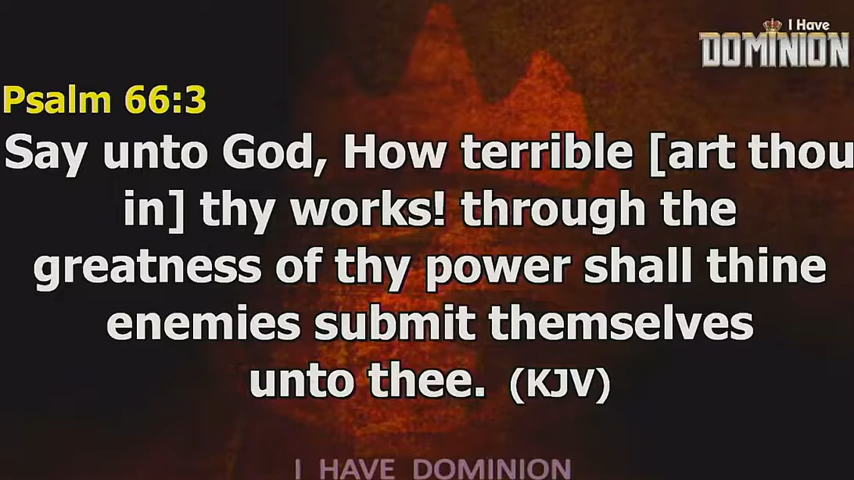 I Have
DOMINION
Psalm 66:3
Say unto God, How terrible [art thou
in] thy works! through the
greatness of thy power shall thine
enemies submit themselves
unto thee. (KJV)
I HAVE DOMINION